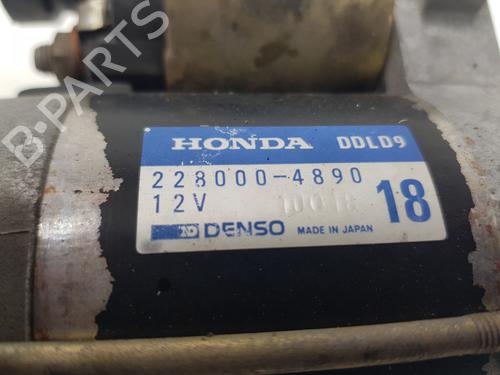 B-PARTS
HONDA DDLD9
228000-4890
12V 18
DENSO MADE IN JAPAN